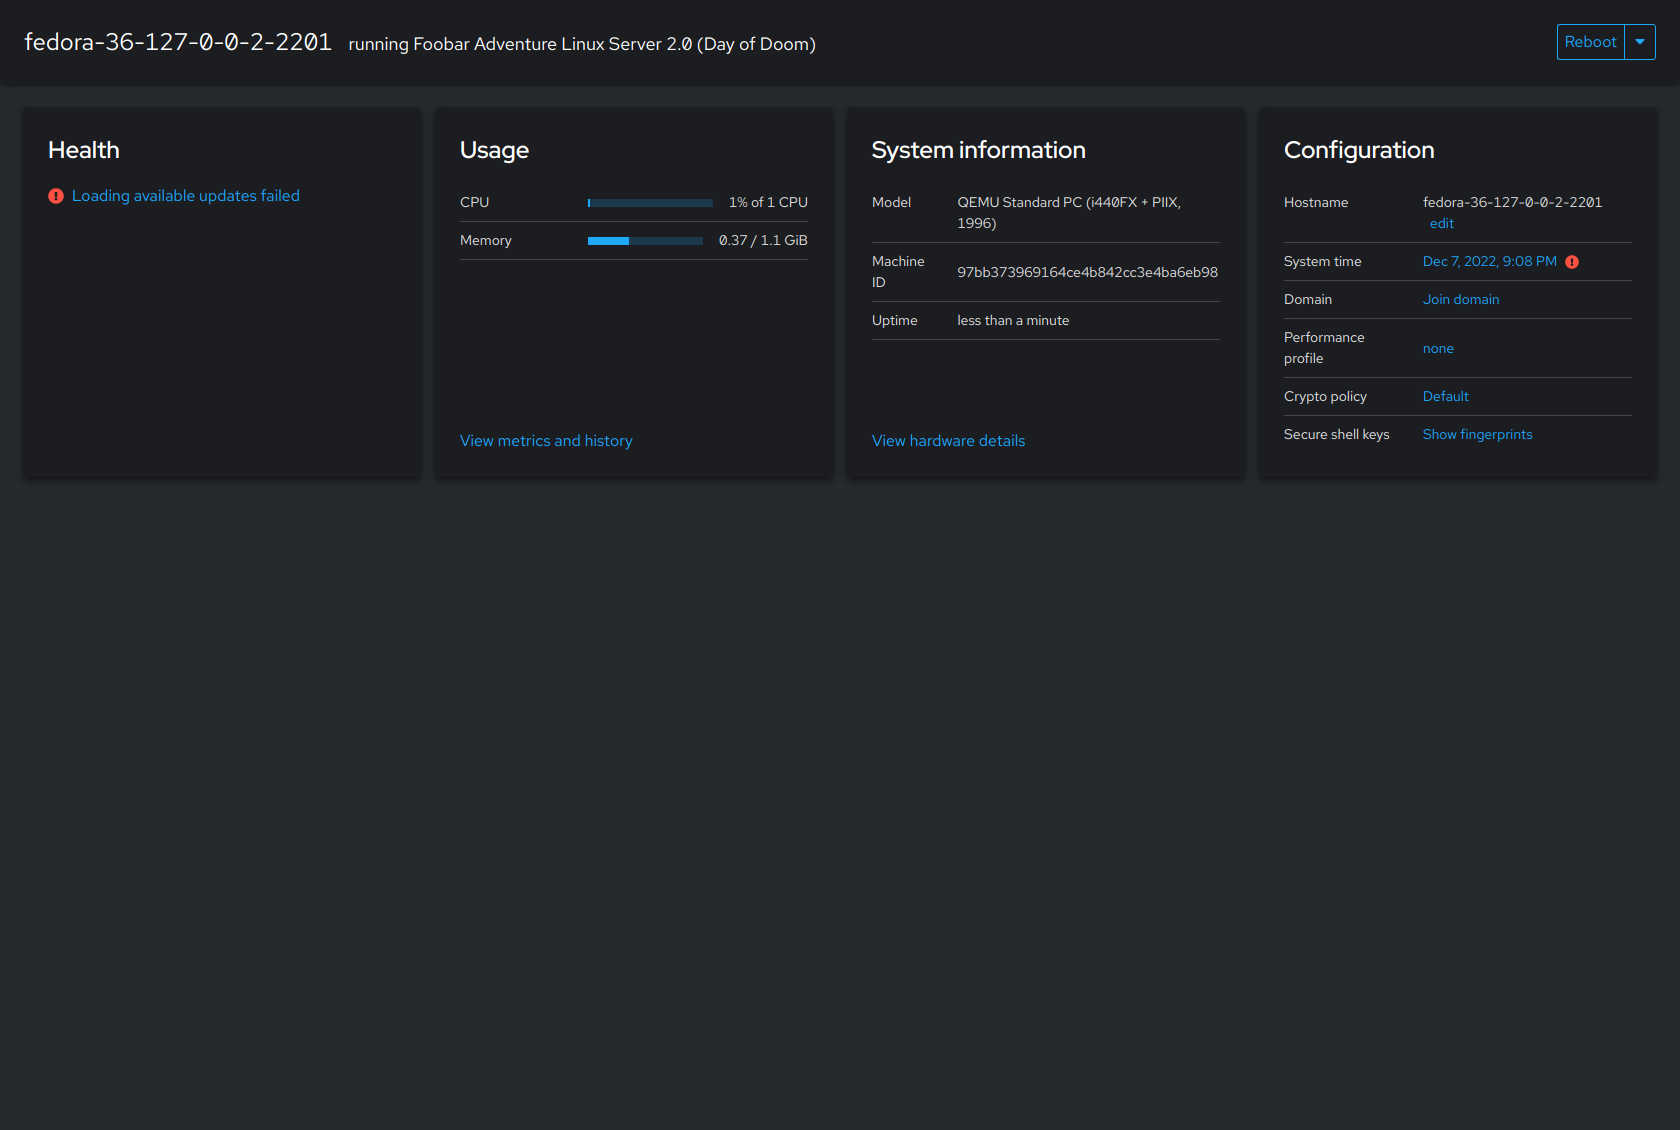 fedora-36-127-0-0-2-2201 running Foobar Adventure Linux Server 2.0 (Day of Doom)
Reboot
Health
Loading available updates failed
Usage
CPU 1% of 1 CPU
Memory 0.37 / 1.1 GiB
View metrics and history
System information
Model QEMU Standard PC (i440FX + PIIX,
1996)
Machine
ID
97bb373969164ce4b842cc3e4ba6eb98
Uptime less than a minute
View hardware details
Configuration
Hostname fedora-36-127-0-0-2-2201
edit
System time Dec 7, 2022, 9:08 PM
Domain Join domain
Performance
profile
none
Crypto policy Default
Secure shell keys Show fingerprints